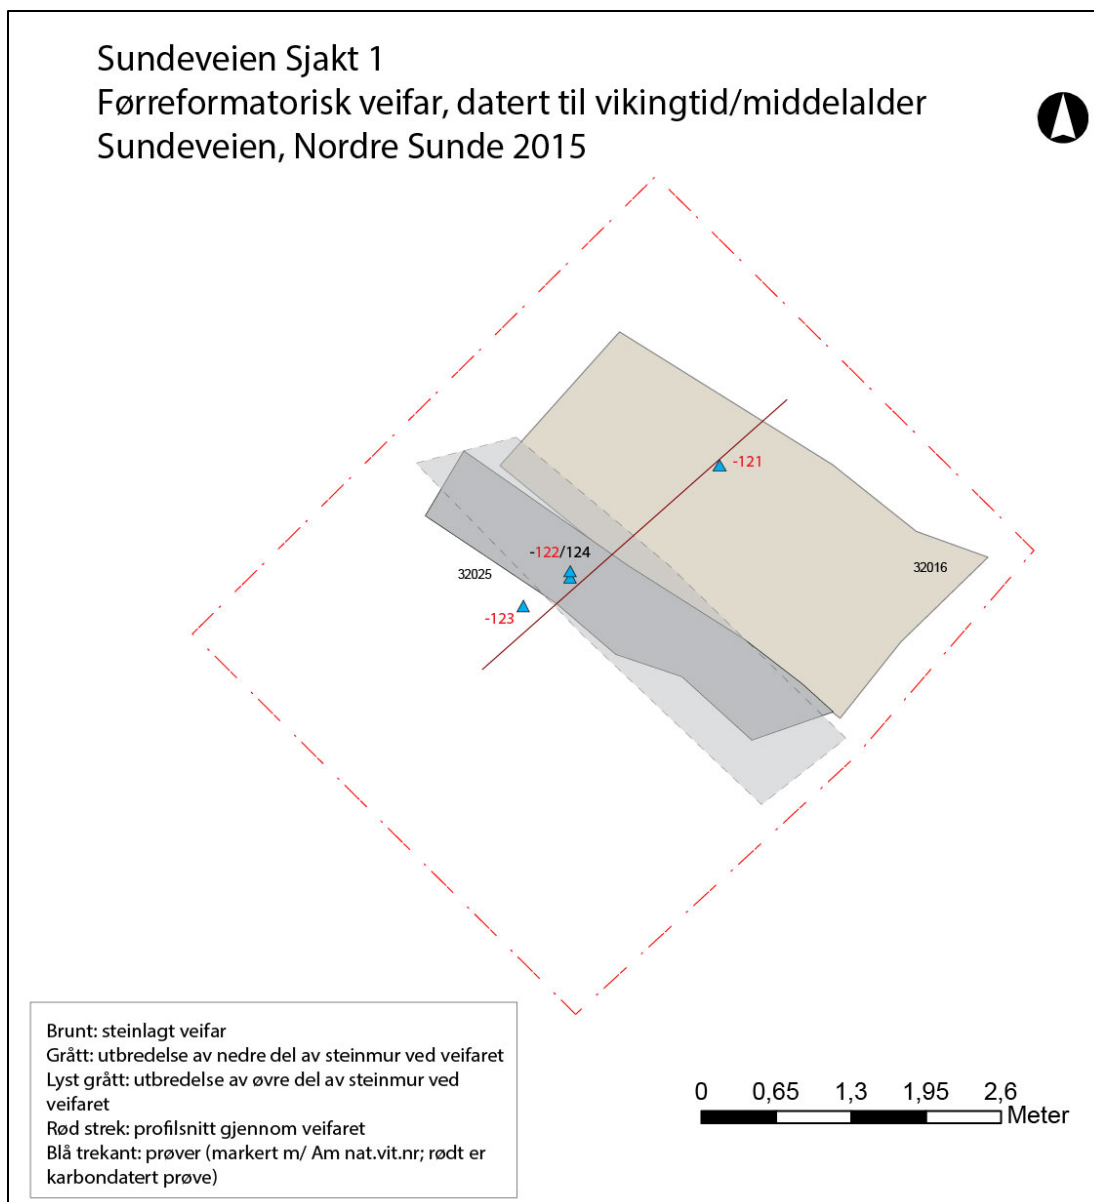 Sundeveien Sjakt 1
Førreformatorisk veifar, datert til vikingtid/middelalder
Sundeveien, Nordre Sunde 2015
-121
-122/124
32025
32016
-123
Brunt: steinlagt veifar
Grått: utbredelse av nedre del av steinmur ved veifaret
Lyst grått: utbredelse av øvre del av steinmur ved
veifaret
Rød strek: profilsnitt gjennom veifaret
Blå trekant: prøver (markert m/ Am nat.vit.nr; rødt er
karbondatert prøve)
0 0,65 1,3 1,95 2,6
Meter